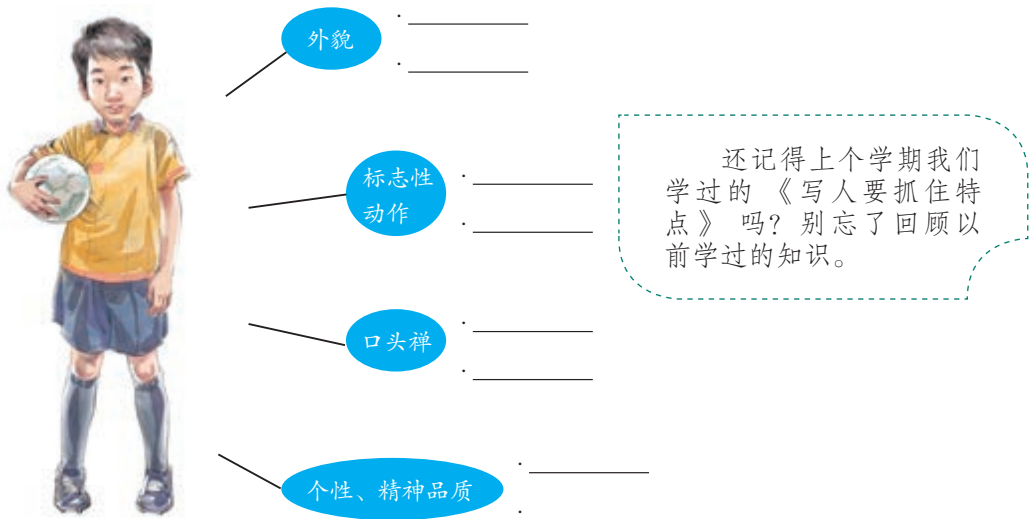 外貌
标志性
动作
口头禅
个性、精神品质
还记得上个学期我们
学过的《写人要抓住特
点》吗？别忘了回顾以
前学过的知识。